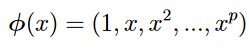 ϕ(x) = (1, x, x², ..., xᵖ)